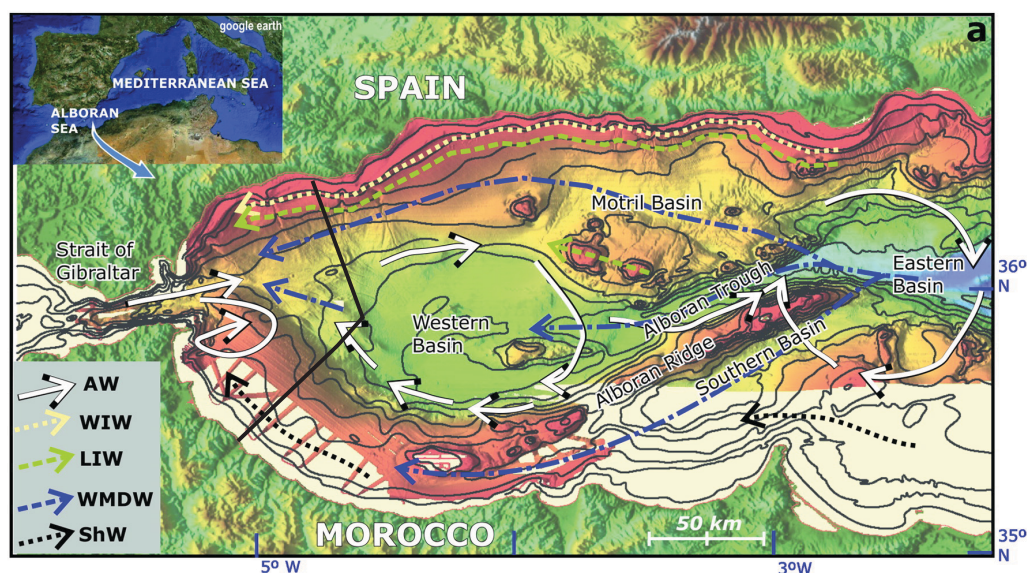 google earth
a
MEDITERRANEAN SEA
ALBORAN
SEA
SPAIN
Motril Basin
Strait of
Gibraltar
36º
N
Eastern
Basin
Alboran Trough
Western
Basin
Alboran Ridge
Southern Basin
AW
WIW
LIW
WMDW
ShW
50 km
MOROCCO
35º
N
5º W
3ºW